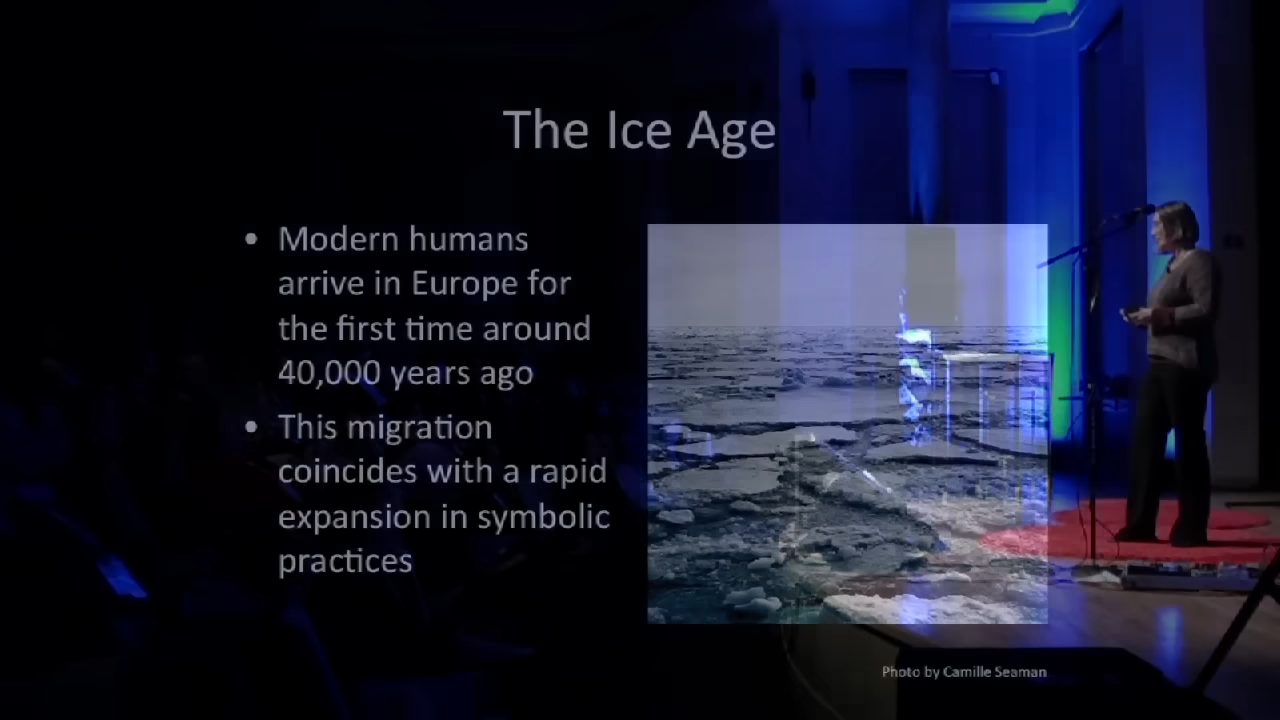 The Ice Age
• Modern humans
arrive in Europe for
the first time around
40,000 years ago
• This migration
coincides with a rapid
expansion in symbolic
practices
Photo by Camille Seaman